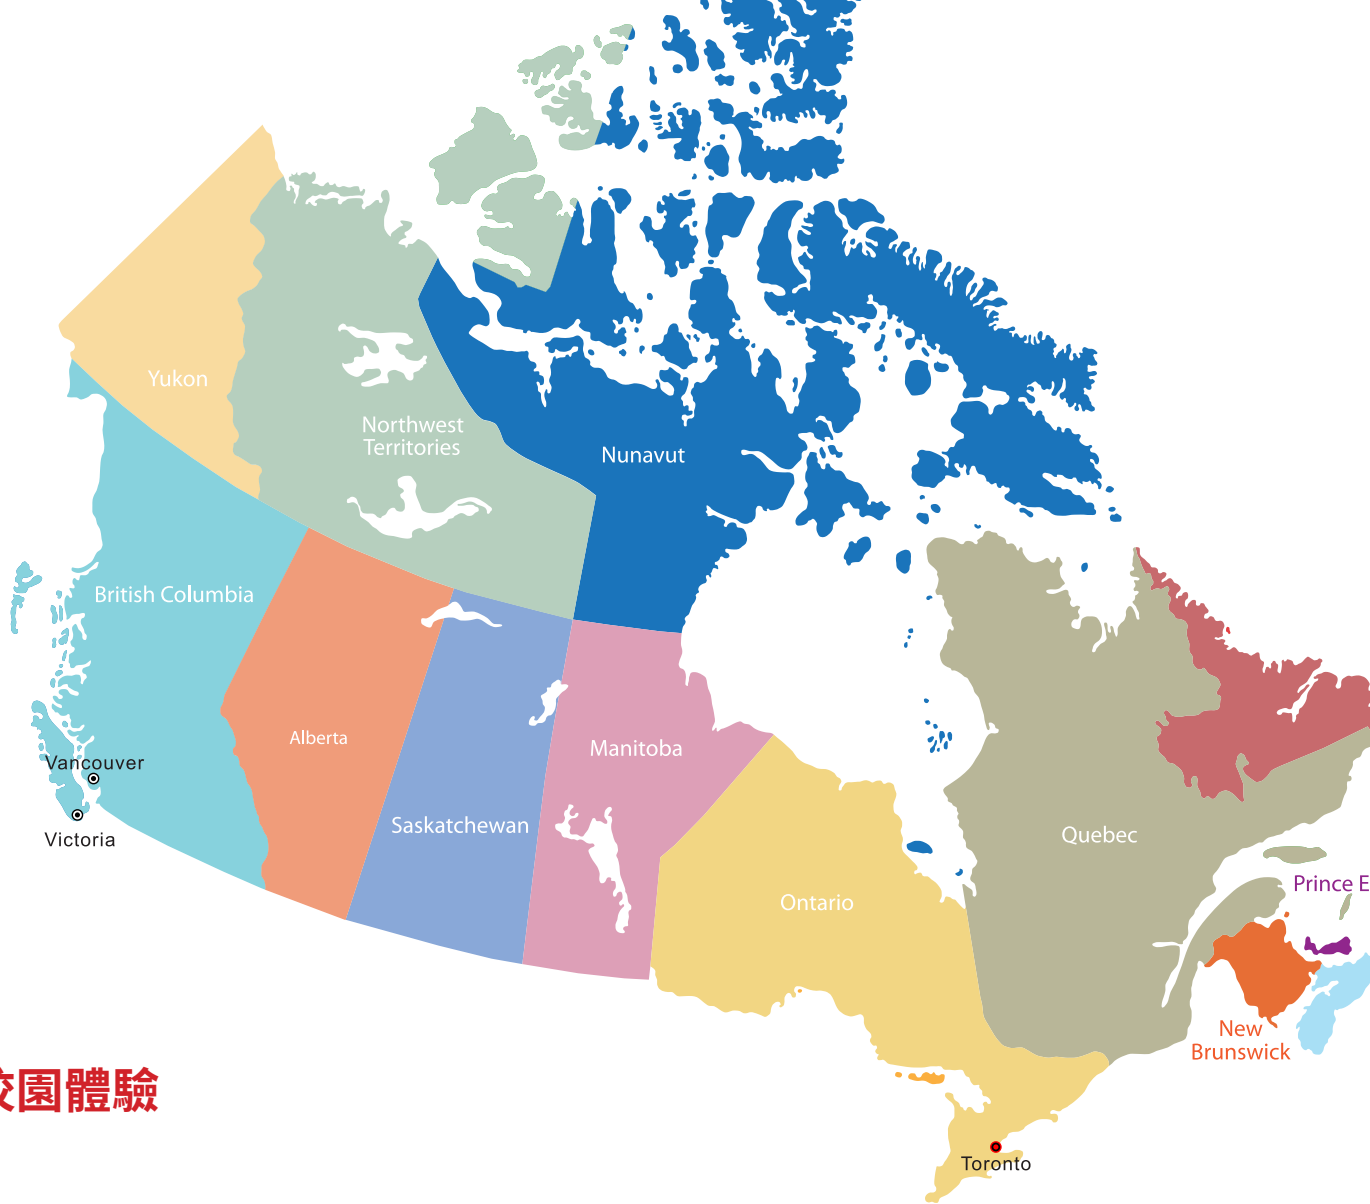 Yukon
Northwest
Territories
Nunavut
British Columbia
Alberta
Vancouver
Manitoba
Saskatchewan
Victoria
Quebec
Prince E
Ontario
New
Brunswick
園體驗
Toronto